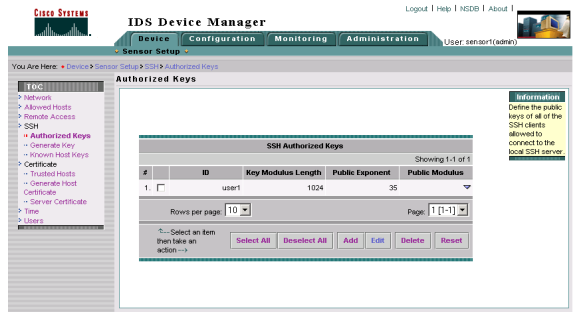 Cisco Systems
Logout | Help | NSDB | About |
IDS Device Manager
Device Configuration Monitoring Administration
User: sensor1(admin)
Sensor Setup
You Are Here: Device > Sensor Setup > SSH > Authorized Keys
Authorized Keys
TOC
Network
Allowed Hosts
Remote Access
SSH
Authorized Keys
Generate Key
Known Host Keys
Certificate
Trusted Hosts
Generate Host
Certificate
Server Certificate
Time
Users
SSH Authorized Keys
Showing 1-1 of 1
# ID Key Modulus Length Public Exponent Public Modulus
1. user1 1024 35
Rows per page: 10
Page: 1 [1-1]
Select an item
then take an
action -->
Select All Deselect All Add Edit Delete Reset
Information
Define the public
keys of all of the
SSH clients
allowed to
connect to the
local SSH server.